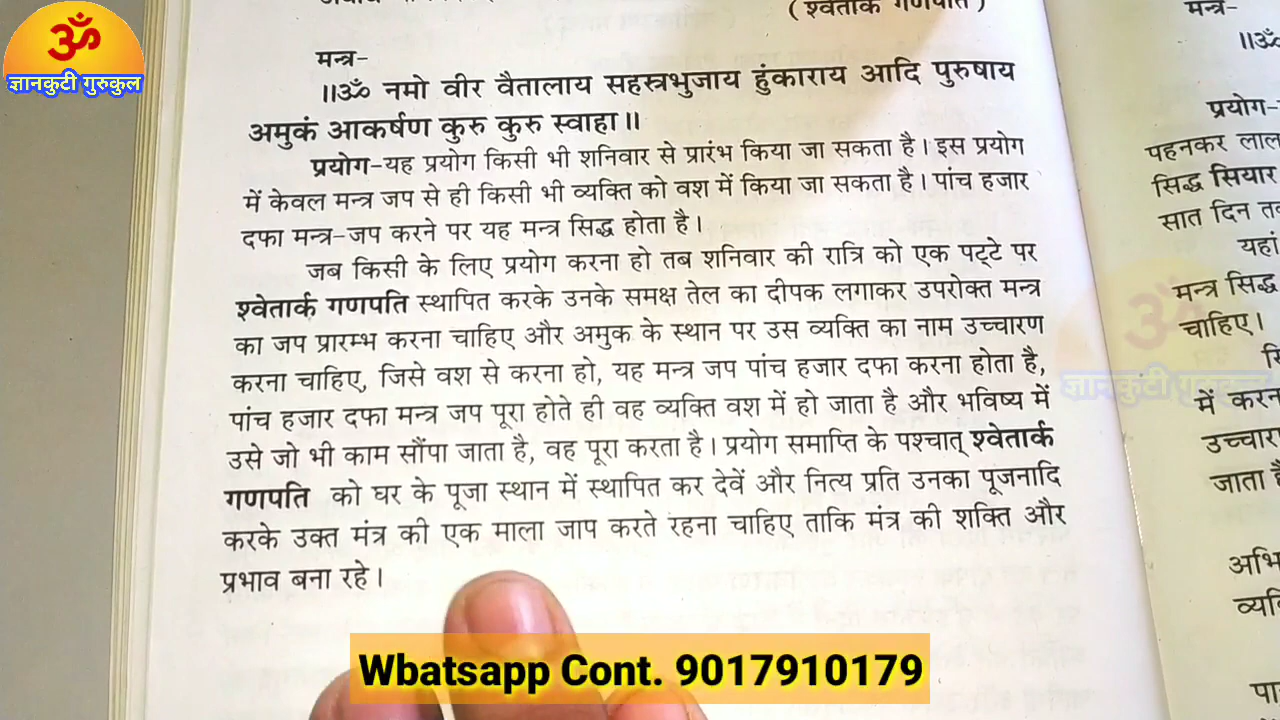 ॐ
ज्ञानकुटी गुरुकुल
(श्वेतार्क गणपति)
मन्त्र-
॥ॐ नमो वीर वैतालाय सहस्त्रभुजाय हुंकाराय आदि पुरुषाय
अमुकं आकर्षण कुरु कुरु स्वाहा॥
प्रयोग-यह प्रयोग किसी भी शनिवार से प्रारंभ किया जा सकता है। इस प्रयोग
में केवल मन्त्र जप से ही किसी भी व्यक्ति को वश में किया जा सकता है। पांच हजार
दफा मन्त्र-जप करने पर यह मन्त्र सिद्ध होता है।
जब किसी के लिए प्रयोग करना हो तब शनिवार की रात्रि को एक पट्टे पर
श्वेतार्क गणपति स्थापित करके उनके समक्ष तेल का दीपक लगाकर उपरोक्त मन्त्र
का जप प्रारम्भ करना चाहिए और अमुक के स्थान पर उस व्यक्ति का नाम उच्चारण
करना चाहिए, जिसे वश से करना हो, यह मन्त्र जप पांच हजार दफा करना होता है,
पांच हजार दफा मन्त्र जप पूरा होते ही वह व्यक्ति वश में हो जाता है और भविष्य में
उसे जो भी काम सौंपा जाता है, वह पूरा करता है। प्रयोग समाप्ति के पश्चात् श्वेतार्क
गणपति को घर के पूजा स्थान में स्थापित कर देवें और नित्य प्रति उनका पूजनादि
करके उक्त मंत्र की एक माला जाप करते रहना चाहिए ताकि मंत्र की शक्ति और
प्रभाव बना रहे।
मन्त्र-
॥ॐ
प्रयोग-
पहनकर लाल
सिद्ध सियार
सात दिन
यहां
मन्त्र सिद्ध
चाहिए।
में
जाता
ॐ
ज्ञानकुटी गुरुकुल
Wbatsapp Cont. 9017910179